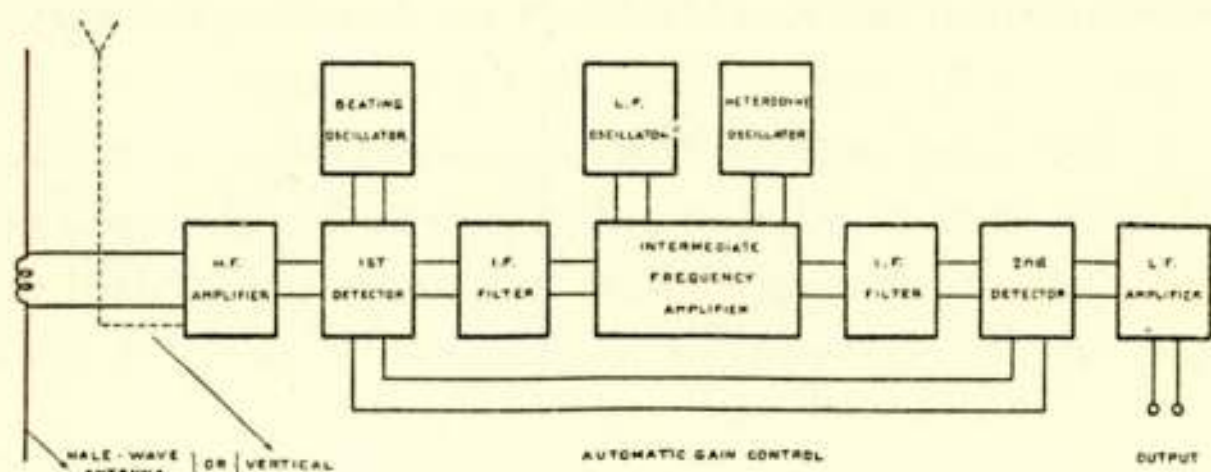 BEATING
OSCILLATOR
L.F.
OSCILLATOR
HETERODYNE
OSCILLATOR
H.F.
AMPLIFIER
1ST
DETECTOR
I.F.
FILTER
INTERMEDIATE
FREQUENCY
AMPLIFIER
I.F.
FILTER
2ND
DETECTOR
L.F.
AMPLIFIER
HALF-WAVE
ANTENNA
OR
VERTICAL
AUTOMATIC GAIN CONTROL
OUTPUT